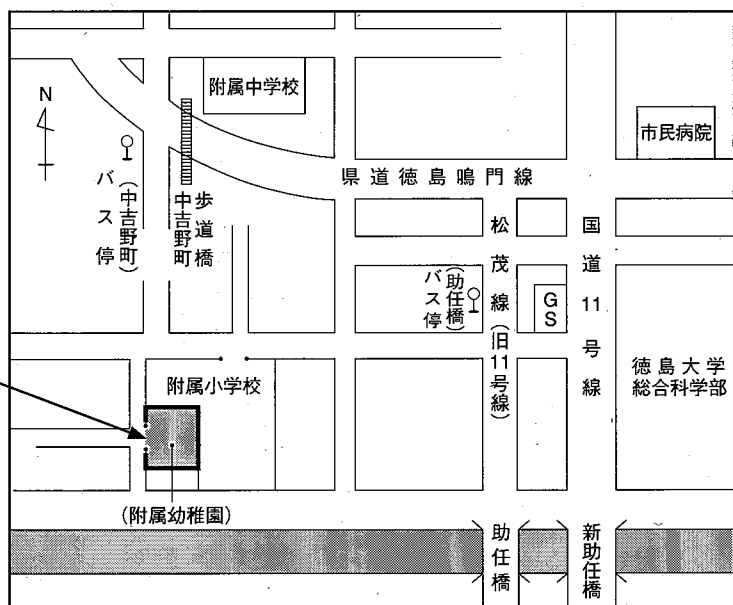 N
附属中学校
市民病院
県道徳島鳴門線
バス停
(中吉野町)
中吉野町
歩道橋
松茂線(旧11号線)
国道11号線
バス停
(助任橋)
GS
附属小学校
徳島大学
総合科学部
(附属幼稚園)
助任橋
新助任橋